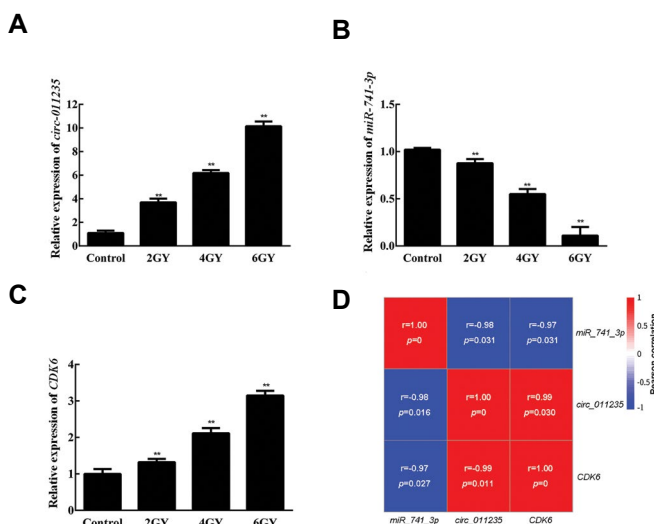 A
Relative expression of circ-011235
12
10
8
6
4
2
0
**
**
**
Control 2GY 4GY 6GY
B
Relative expression of miR-741-3p
1.5
1.0
0.5
0.0
**
**
**
Control 2GY 4GY 6GY
C
Relative expression of CDK6
4
3
2
1
0
**
**
**
Control 2GY 4GY 6GY
D
r=1.00 r=-0.98 r=-0.97
p=0 p=0.031 p=0.031
miR_741_3p
r=-0.98 r=1.00 r=0.99
p=0.016 p=0 p=0.030
circ_011235
r=-0.97 r=-0.99 r=1.00
p=0.027 p=0.011 p=0
CDK6
miR_741_3p circ_011235 CDK6
1
0.5
0
-0.5
-1
Pearson correlation